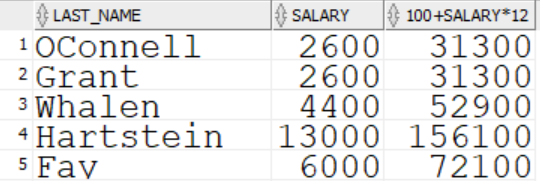 LAST_NAME SALARY 100+SALARY*12
1 OConnell 2600 31300
2 Grant 2600 31300
3 Whalen 4400 52900
4 Hartstein 13000 156100
5 Fay 6000 72100